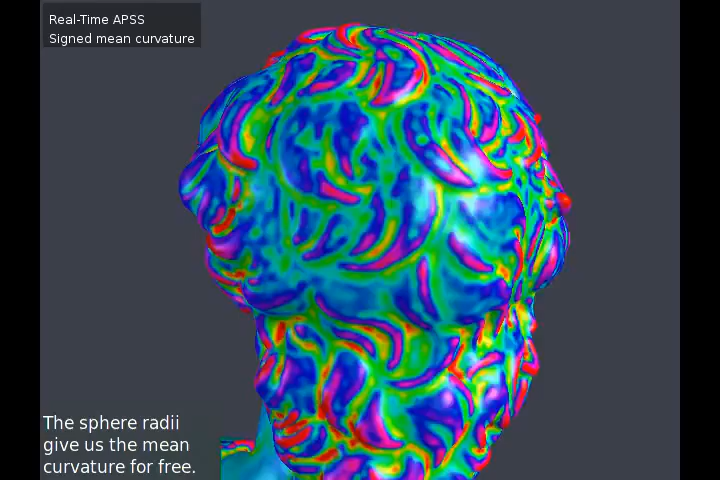 Real-Time APSS
Signed mean curvature
The sphere radii
give us the mean
curvature for free.